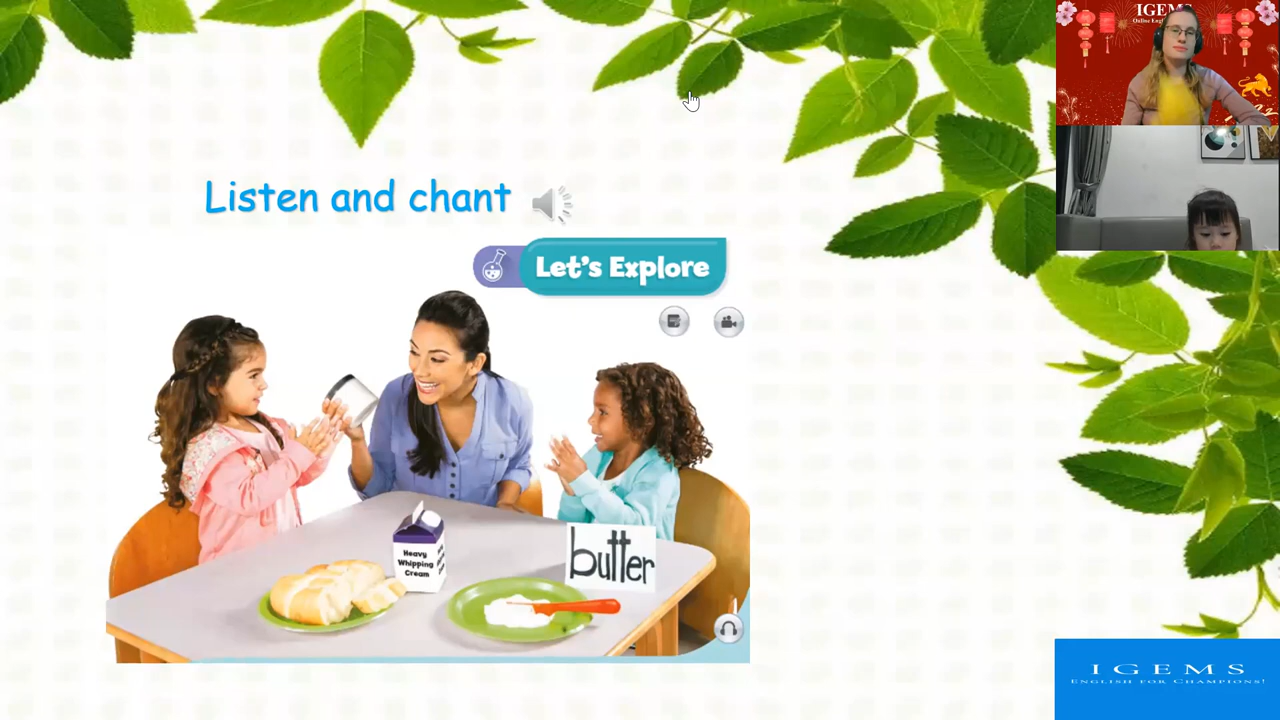 IGEMS
Listen and chant
Let's Explore
Heavy
Whipping
Cream
butter
IGEMS
ENGLISH FOR CHAMPIONS!